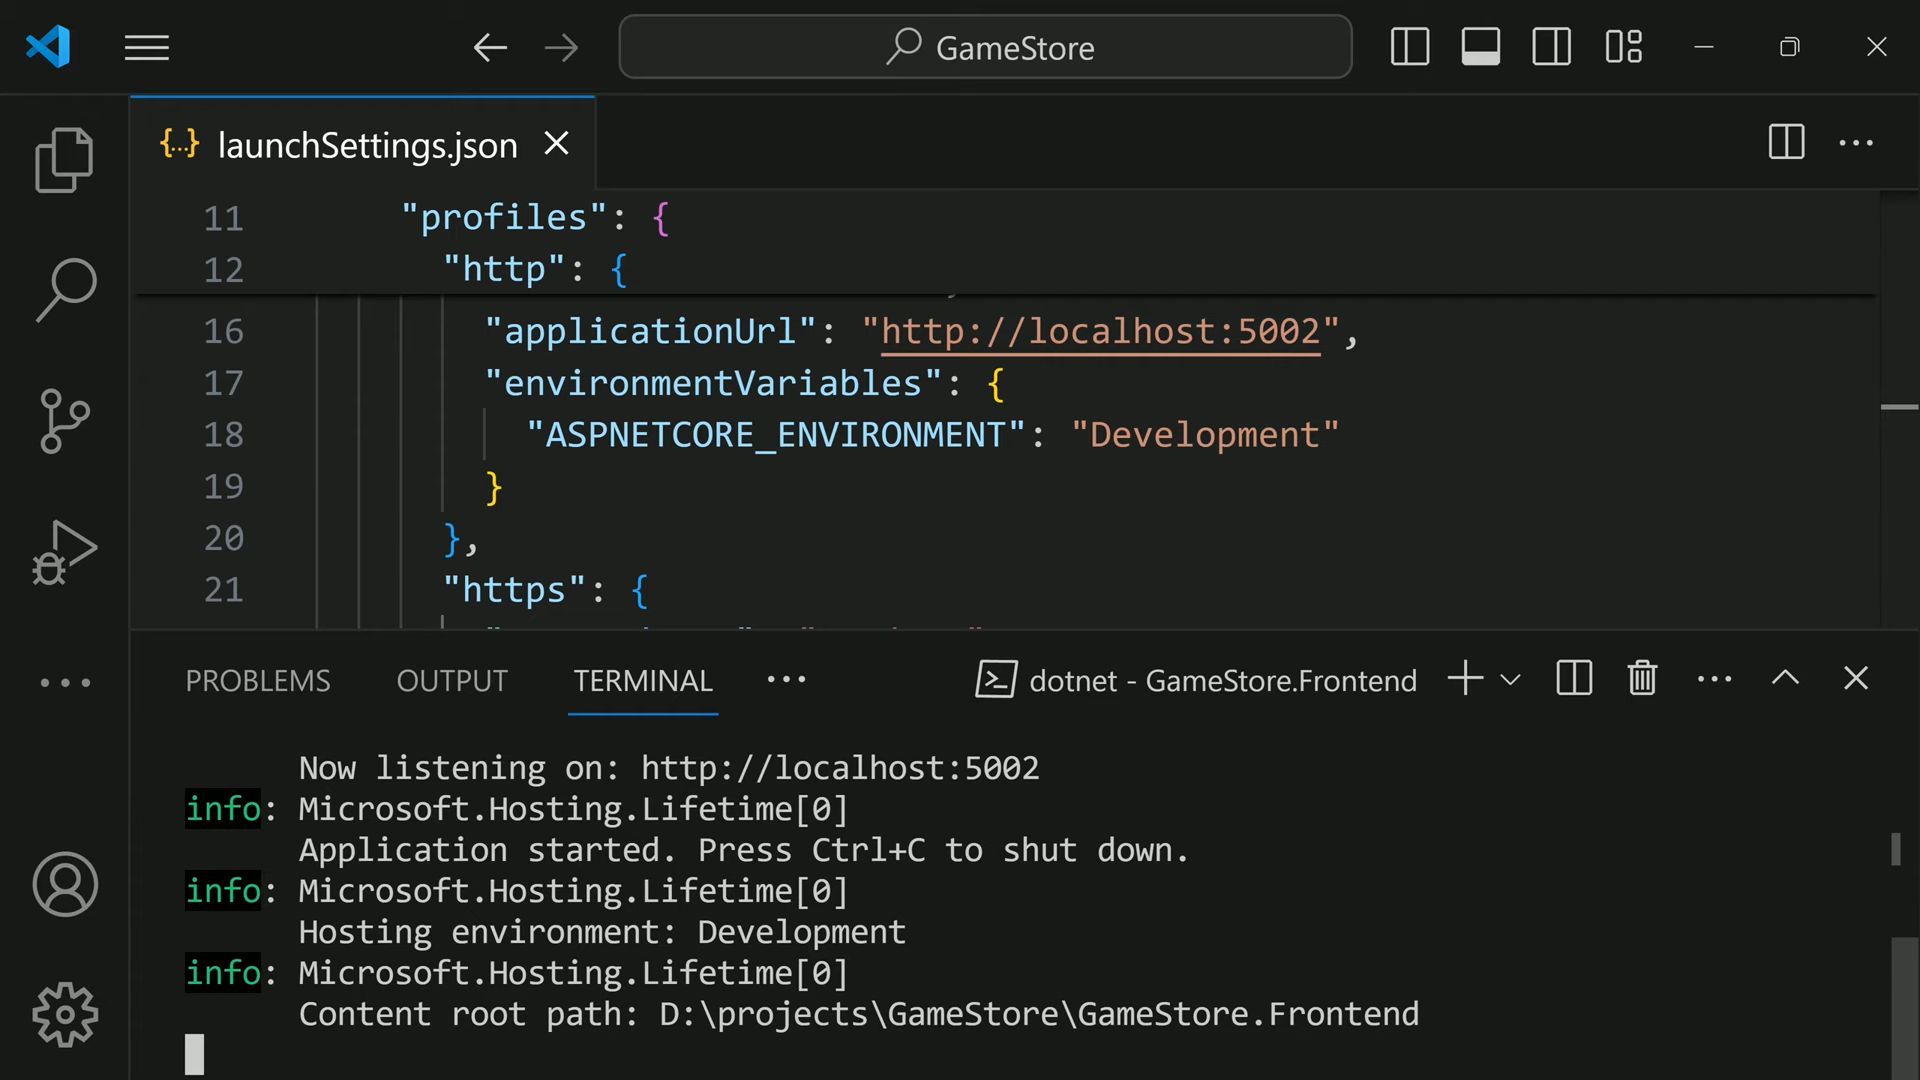 GameStore
{..} launchSettings.json
11 "profiles": {
12 "http": {
16 "applicationUrl": "http://localhost:5002",
17 "environmentVariables": {
18 "ASPNETCORE_ENVIRONMENT": "Development"
19 }
20 },
21 "https": {
PROBLEMS OUTPUT TERMINAL dotnet - GameStore.Frontend
Now listening on: http://localhost:5002
info: Microsoft.Hosting.Lifetime[0]
Application started. Press Ctrl+C to shut down.
info: Microsoft.Hosting.Lifetime[0]
Hosting environment: Development
info: Microsoft.Hosting.Lifetime[0]
Content root path: D:\projects\GameStore\GameStore.Frontend